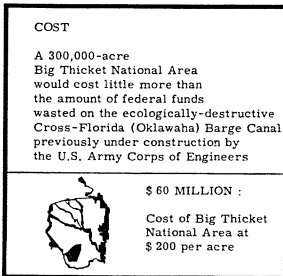 COST
A 300,000-acre
Big Thicket National Area
would cost little more than
the amount of federal funds
wasted on the ecologically-destructive
Cross-Florida (Oklawaha) Barge Canal
previously under construction by
the U.S. Army Corps of Engineers
$ 60 MILLION :
Cost of Big Thicket
National Area at
$ 200 per acre